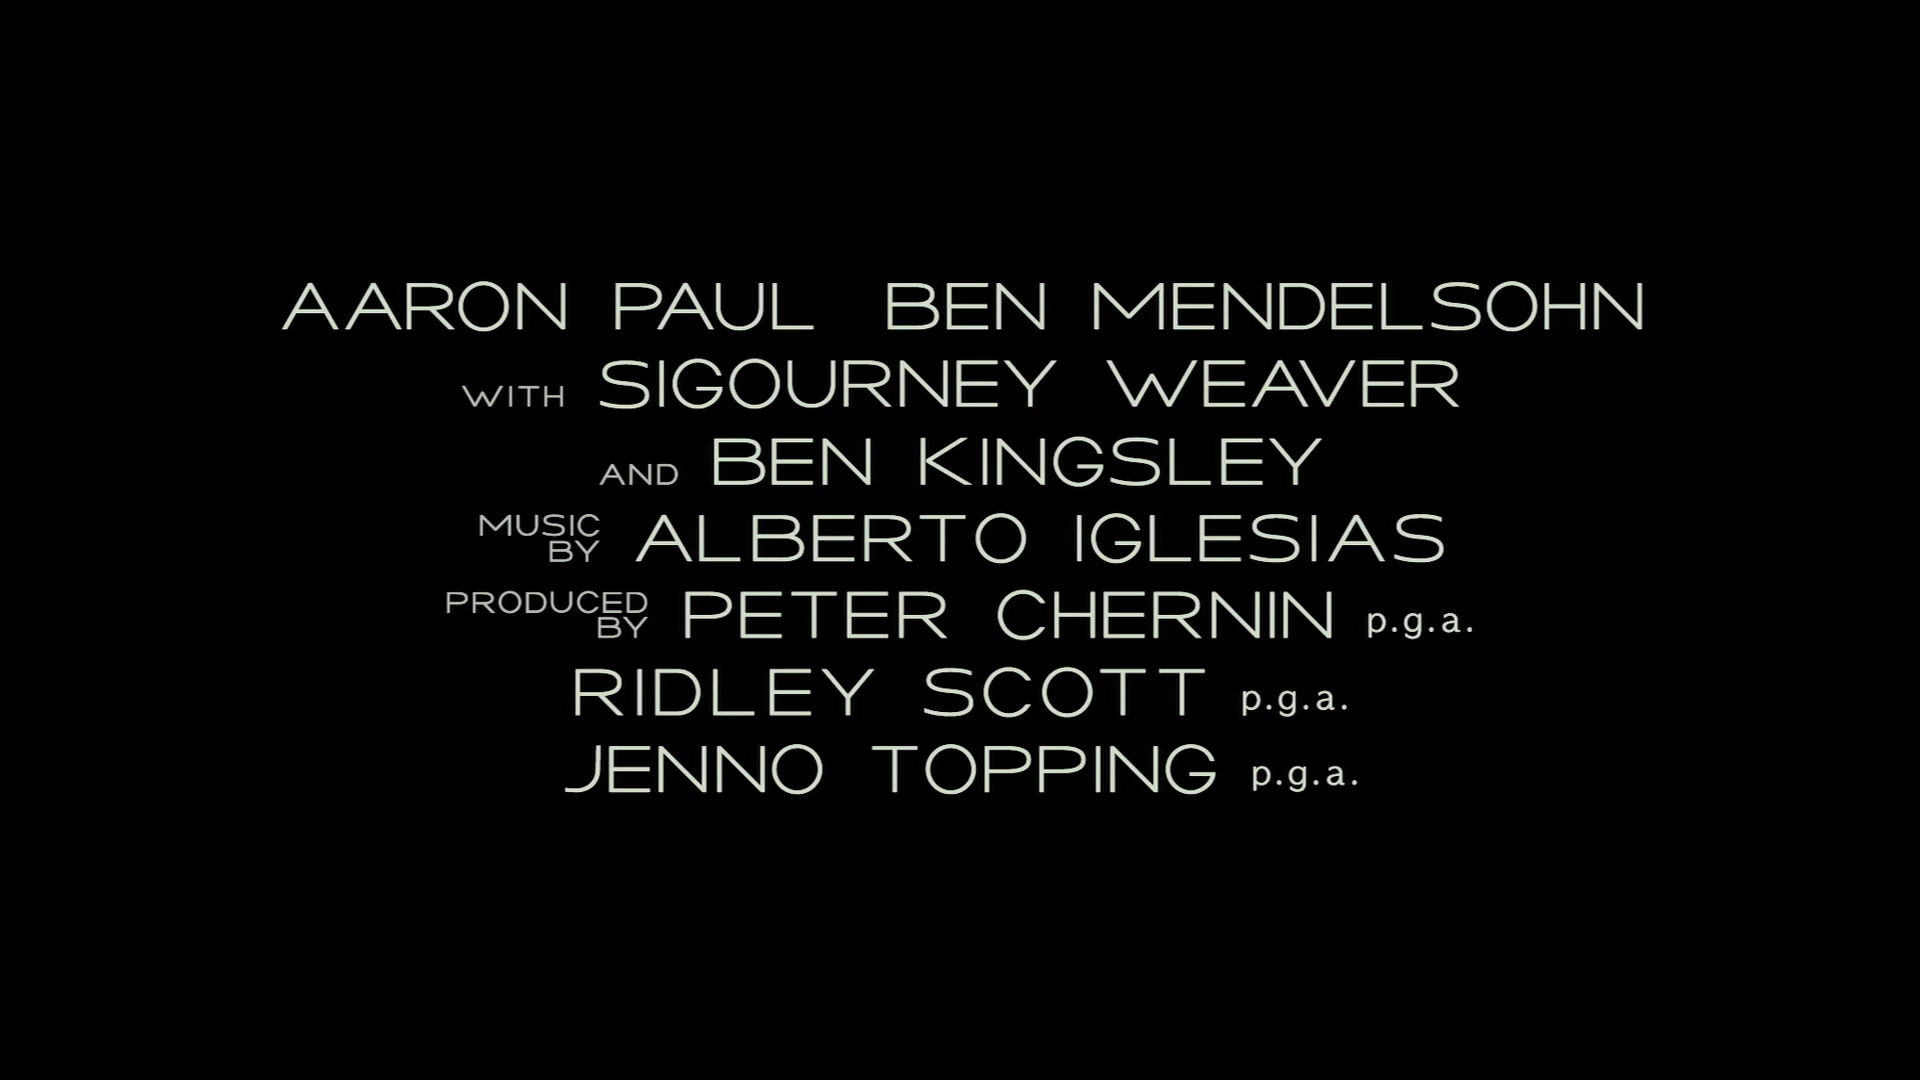 AARON PAUL BEN MENDELSOHN
WITH SIGOURNEY WEAVER
AND BEN KINGSLEY
MUSIC BY ALBERTO IGLESIAS
PRODUCED BY PETER CHERNIN p.g.a.
RIDLEY SCOTT p.g.a.
JENNO TOPPING p.g.a.